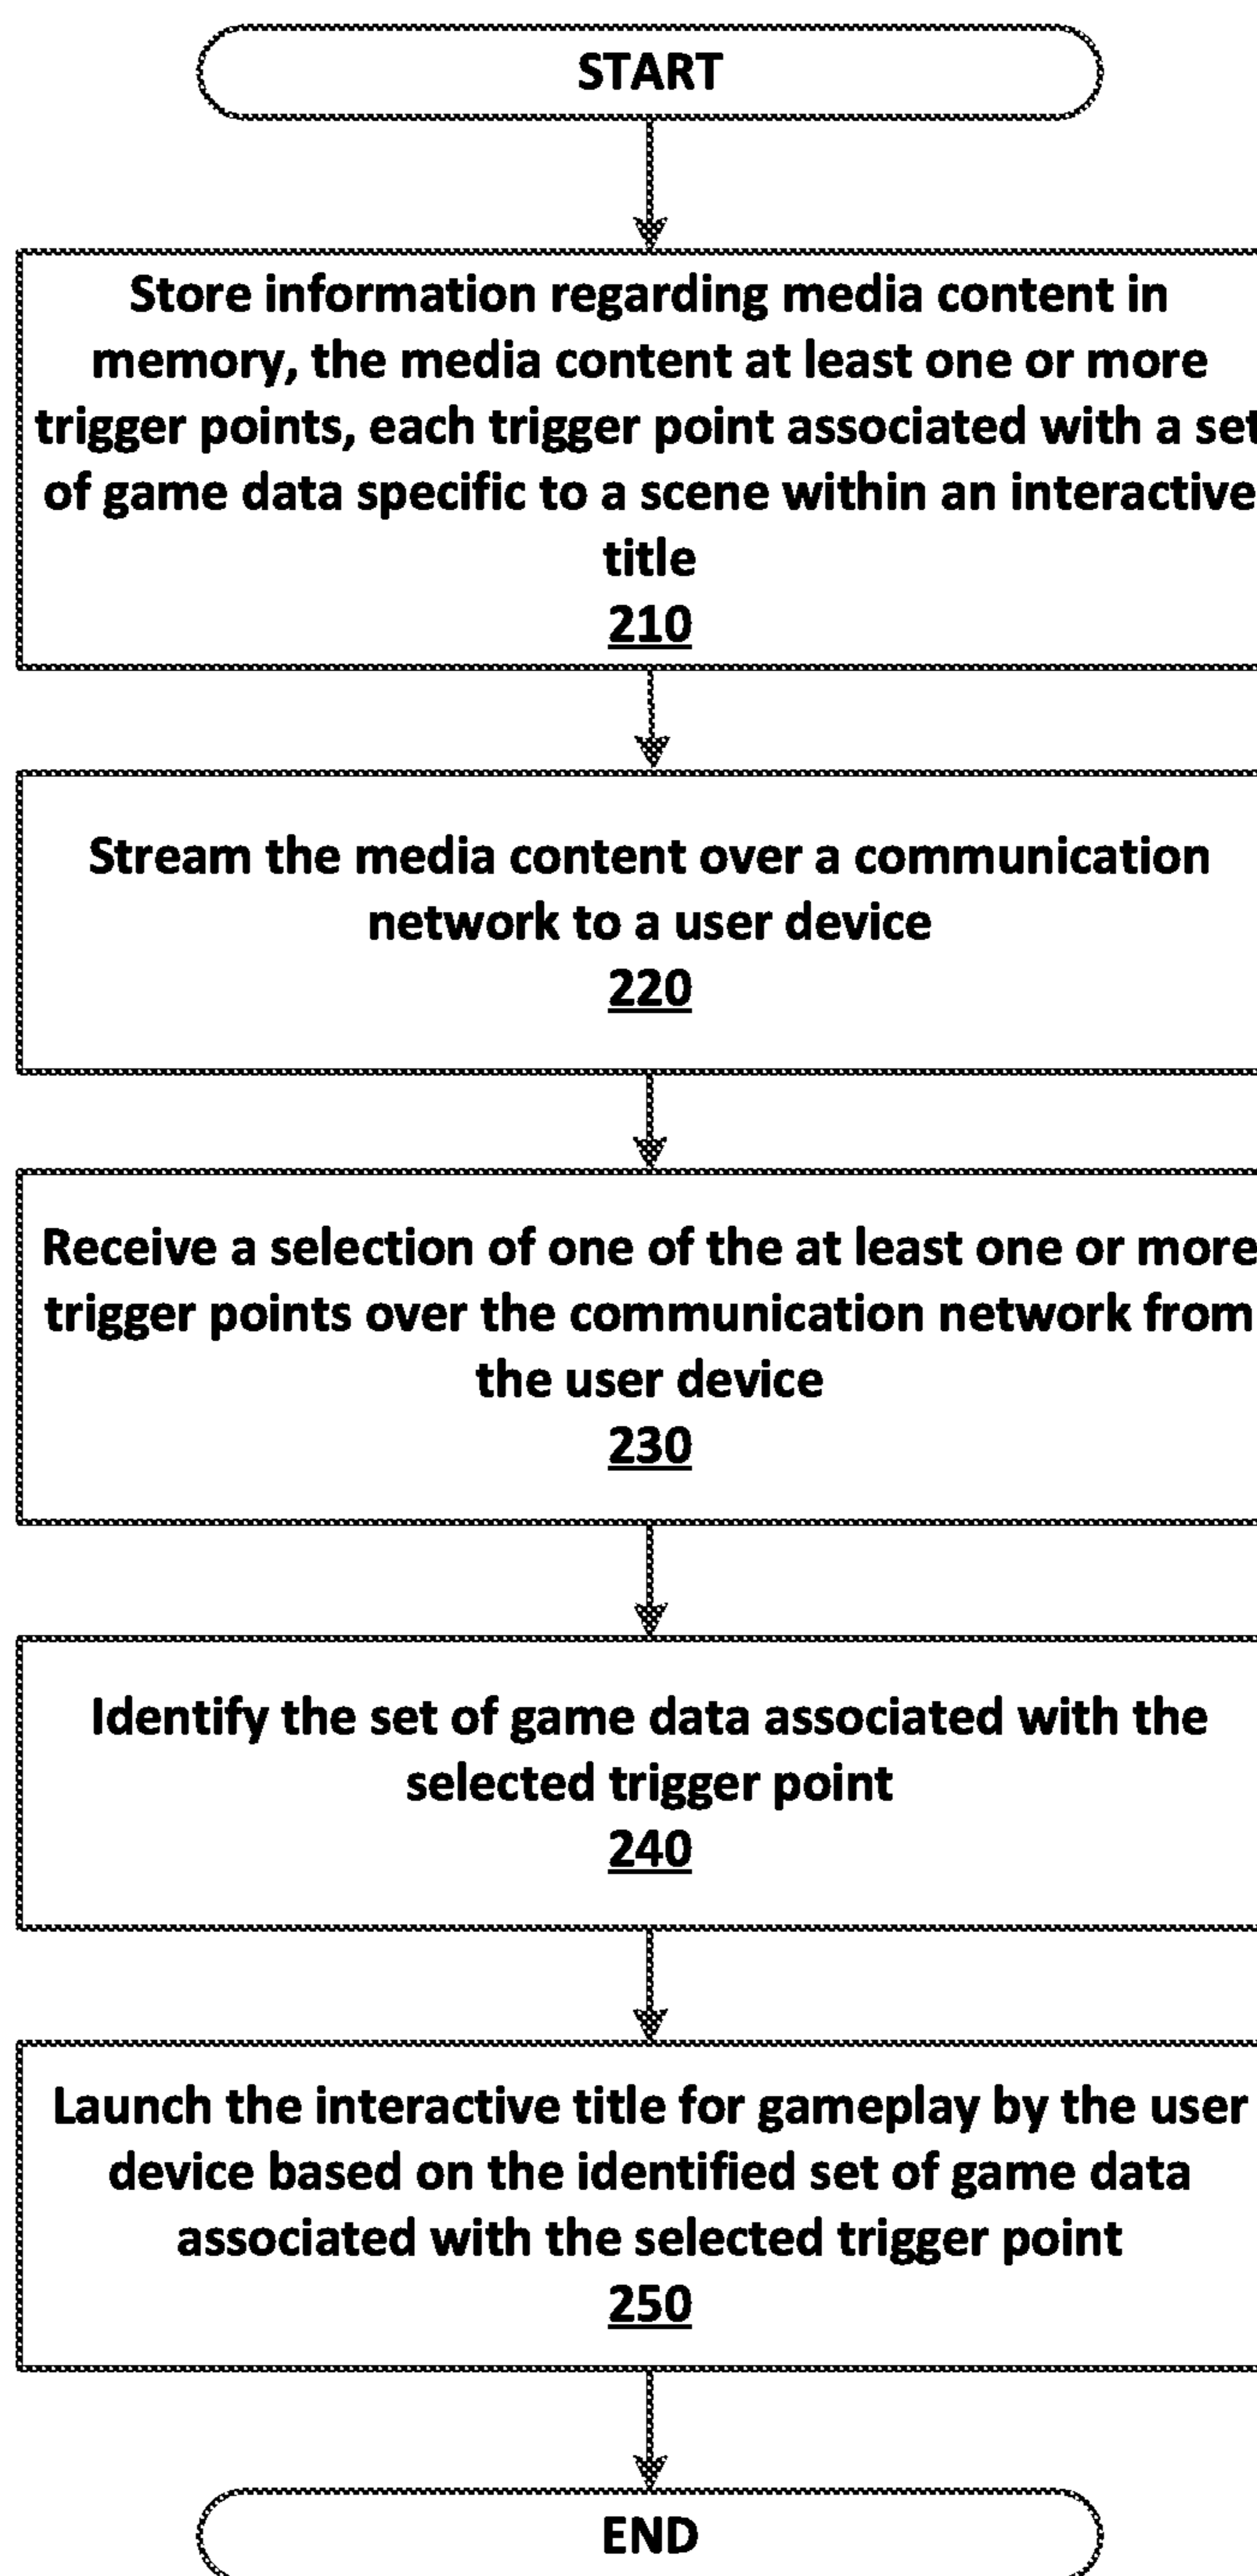 START
Store information regarding media content in
memory, the media content at least one or more
trigger points, each trigger point associated with a set
of game data specific to a scene within an interactive
title
210
Stream the media content over a communication
network to a user device
220
Receive a selection of one of the at least one or more
trigger points over the communication network from
the user device
230
Identify the set of game data associated with the
selected trigger point
240
Launch the interactive title for gameplay by the user
device based on the identified set of game data
associated with the selected trigger point
250
END